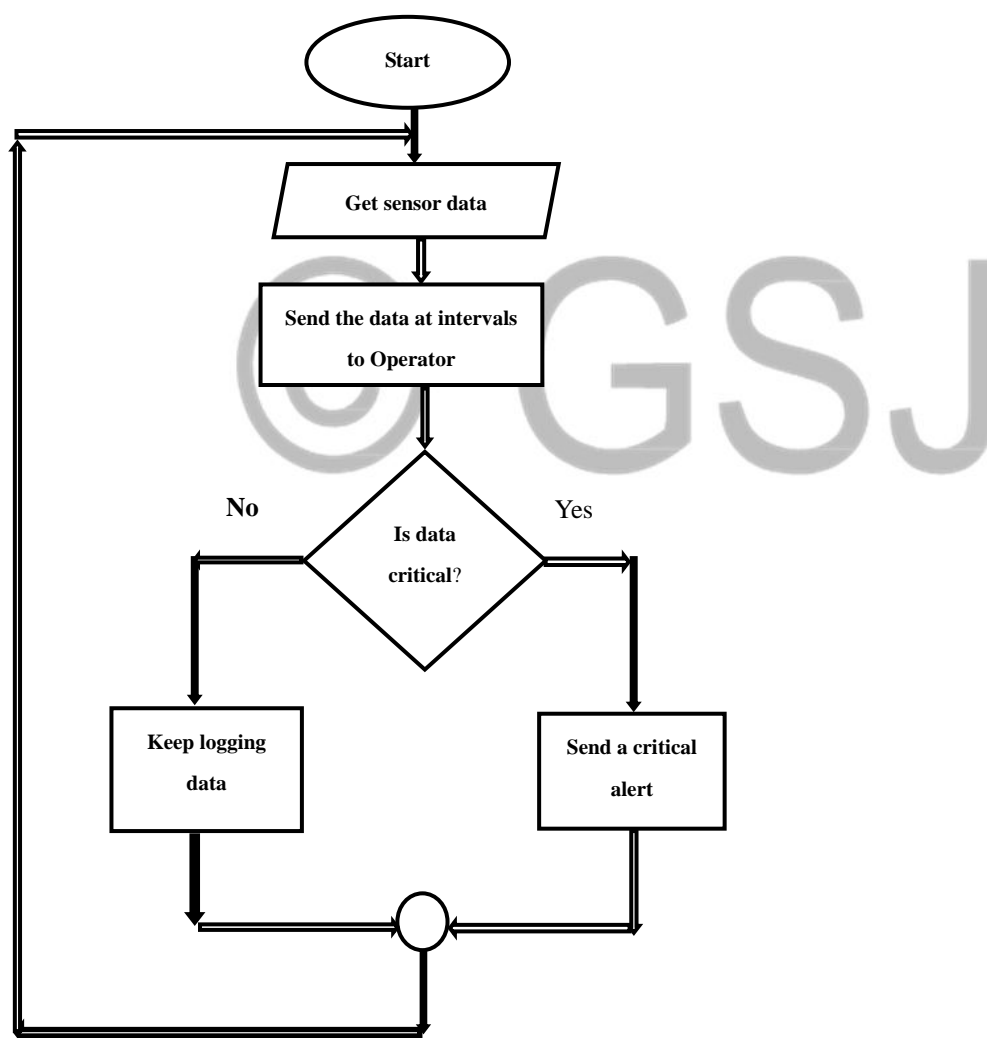 Start
Get sensor data
© GSJ
Send the data at intervals
to Operator
No
Yes
Is data
critical?
Keep logging
data
Send a critical
alert